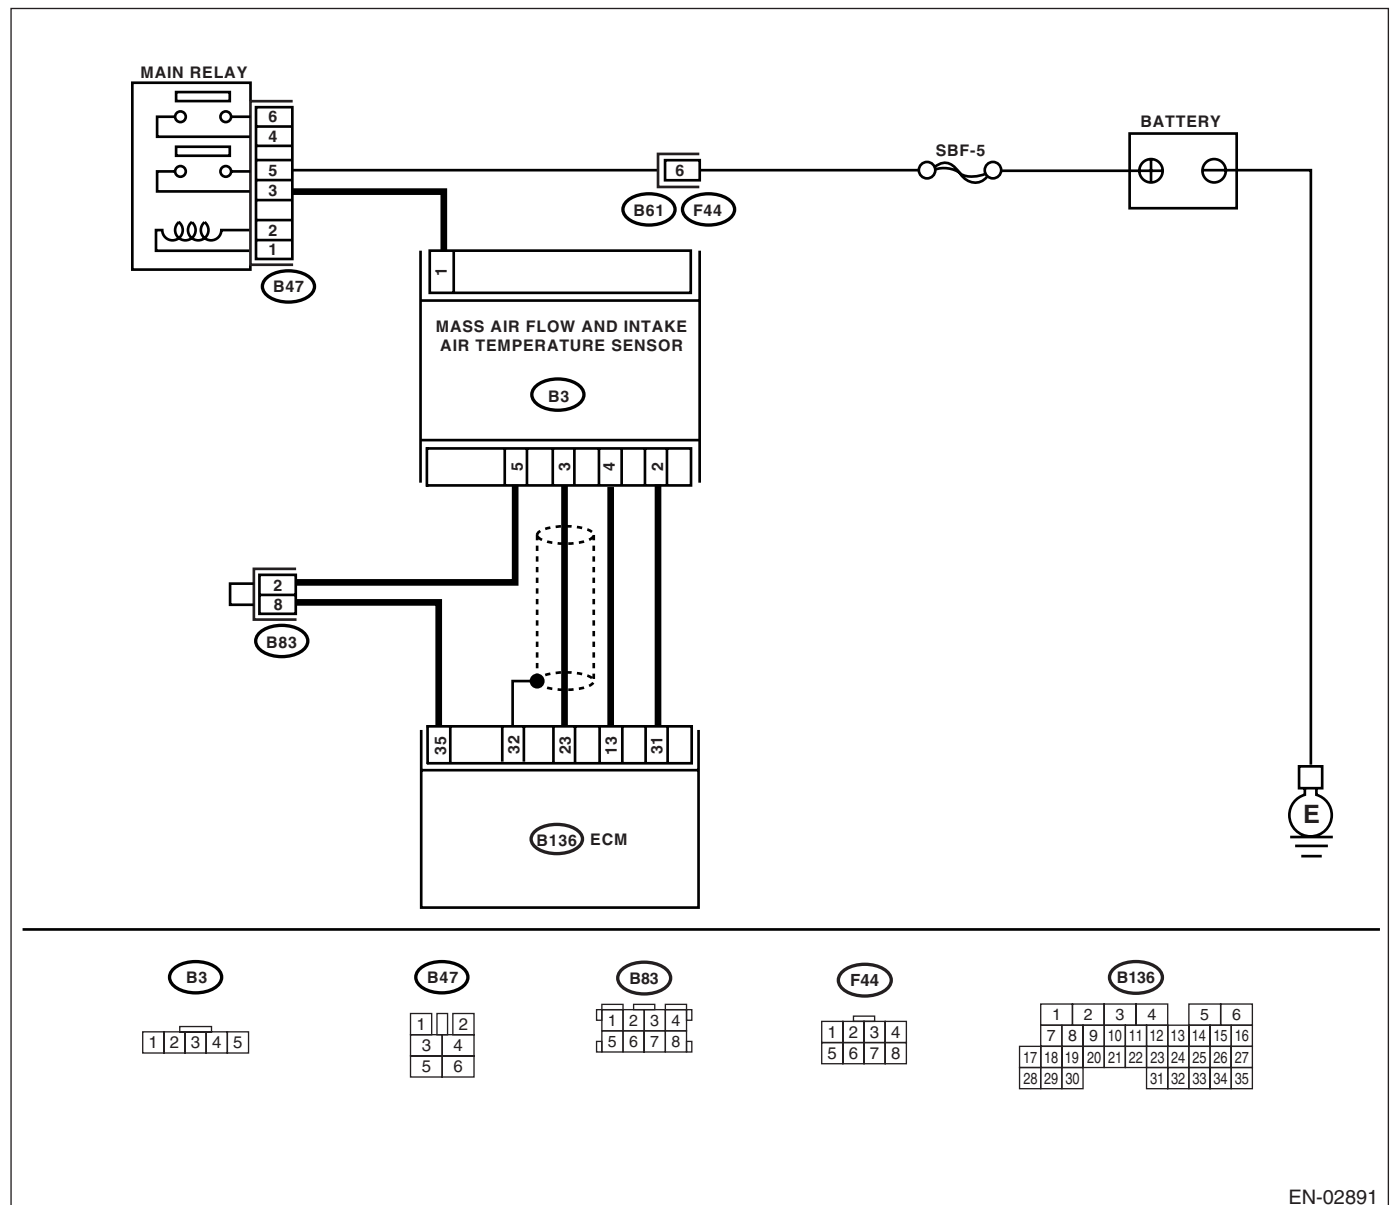 MAIN RELAY
6
4
5
3
2
1
B47
6
B61 F44
SBF-5
BATTERY
1
MASS AIR FLOW AND INTAKE
AIR TEMPERATURE SENSOR
B3
5 3 4 2
2
8
B83
35 32 23 13 31
B136 ECM
E
B3
1 2 3 4 5
B47
1 2
3 4
5 6
B83
1 2 3 4
5 6 7 8
F44
1 2 3 4
5 6 7 8
B136
1 2 3 4 5 6
7 8 9 10 11 12 13 14 15 16
17 18 19 20 21 22 23 24 25 26 27
28 29 30 31 32 33 34 35
EN-02891